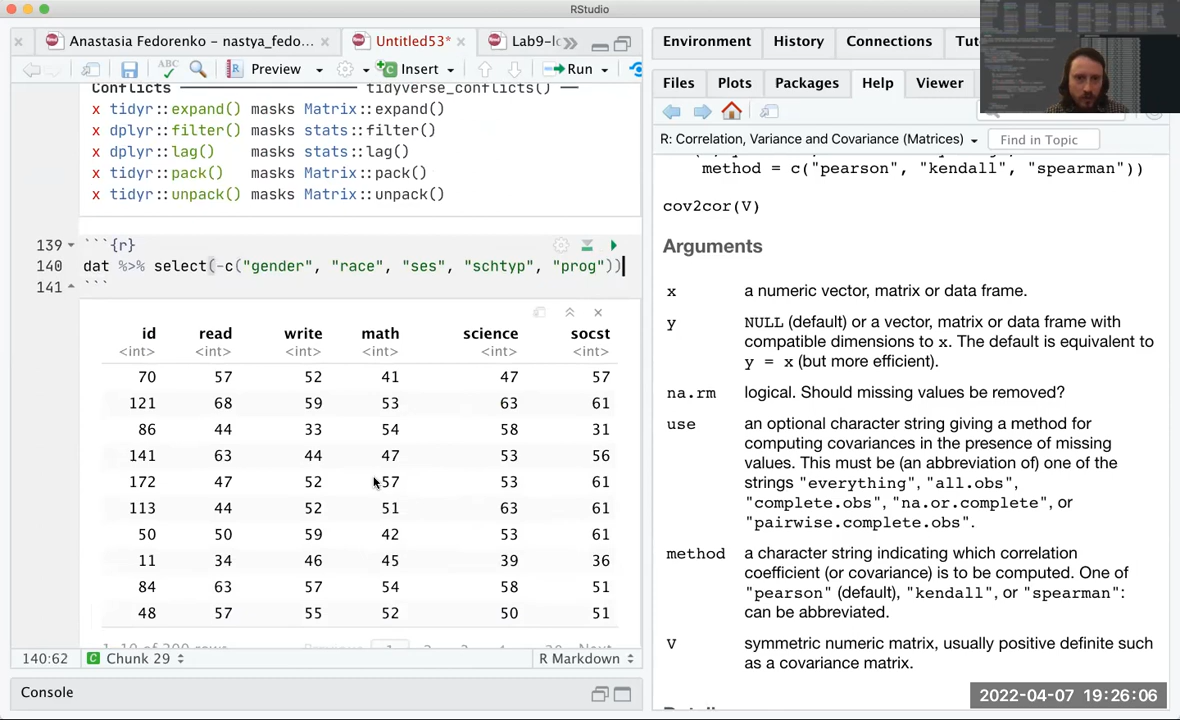 RStudio
Anastasia Fedorenko – nastya_fedo...
Untitled53*
Lab9-lo
ABC
Preview
Insert
Run
Conflicts tidyverse_conflicts()
x tidyr::expand() masks Matrix::expand()
x dplyr::filter() masks stats::filter()
x dplyr::lag() masks stats::lag()
x tidyr::pack() masks Matrix::pack()
x tidyr::unpack() masks Matrix::unpack()
139 ```{r}
140 dat %>% select(-c("gender", "race", "ses", "schtyp", "prog"))
141 ```
id read write math science socst
<int> <int> <int> <int> <int> <int>
70 57 52 41 47 57
121 68 59 53 63 61
86 44 33 54 58 31
141 63 44 47 53 56
172 47 52 57 53 61
113 44 52 51 63 61
50 50 59 42 53 61
11 34 46 45 39 36
84 63 57 54 58 51
48 57 55 52 50 51
1-10 of 200 rows
140:62 Chunk 29 R Markdown
Console
Environment History Connections Tut
Files Plots Packages Help Viewer
R: Correlation, Variance and Covariance (Matrices) Find in Topic
method = c("pearson", "kendall", "spearman"))
cov2cor(V)
Arguments
x a numeric vector, matrix or data frame.
y NULL (default) or a vector, matrix or data frame with
compatible dimensions to x. The default is equivalent to
y = x (but more efficient).
na.rm logical. Should missing values be removed?
use an optional character string giving a method for
computing covariances in the presence of missing
values. This must be (an abbreviation of) one of the
strings "everything", "all.obs",
"complete.obs", "na.or.complete", or
"pairwise.complete.obs".
method a character string indicating which correlation
coefficient (or covariance) is to be computed. One of
"pearson" (default), "kendall", or "spearman":
can be abbreviated.
V symmetric numeric matrix, usually positive definite such
as a covariance matrix.
2022-04-07 19:26:06